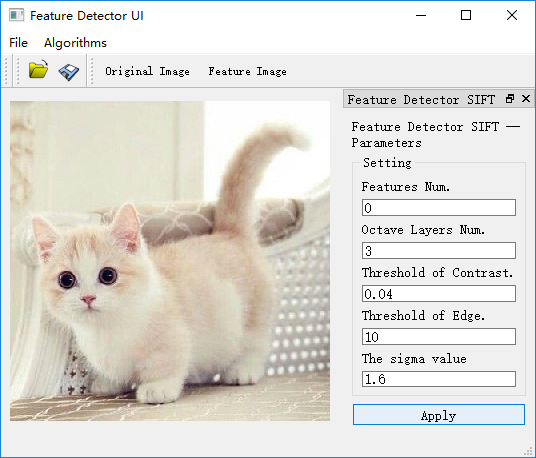 Feature Detector UI
File Algorithms
Original Image Feature Image
Feature Detector SIFT
Feature Detector SIFT —
Parameters
Setting
Features Num.
0
Octave Layers Num.
3
Threshold of Contrast.
0.04
Threshold of Edge.
10
The sigma value
1.6
Apply